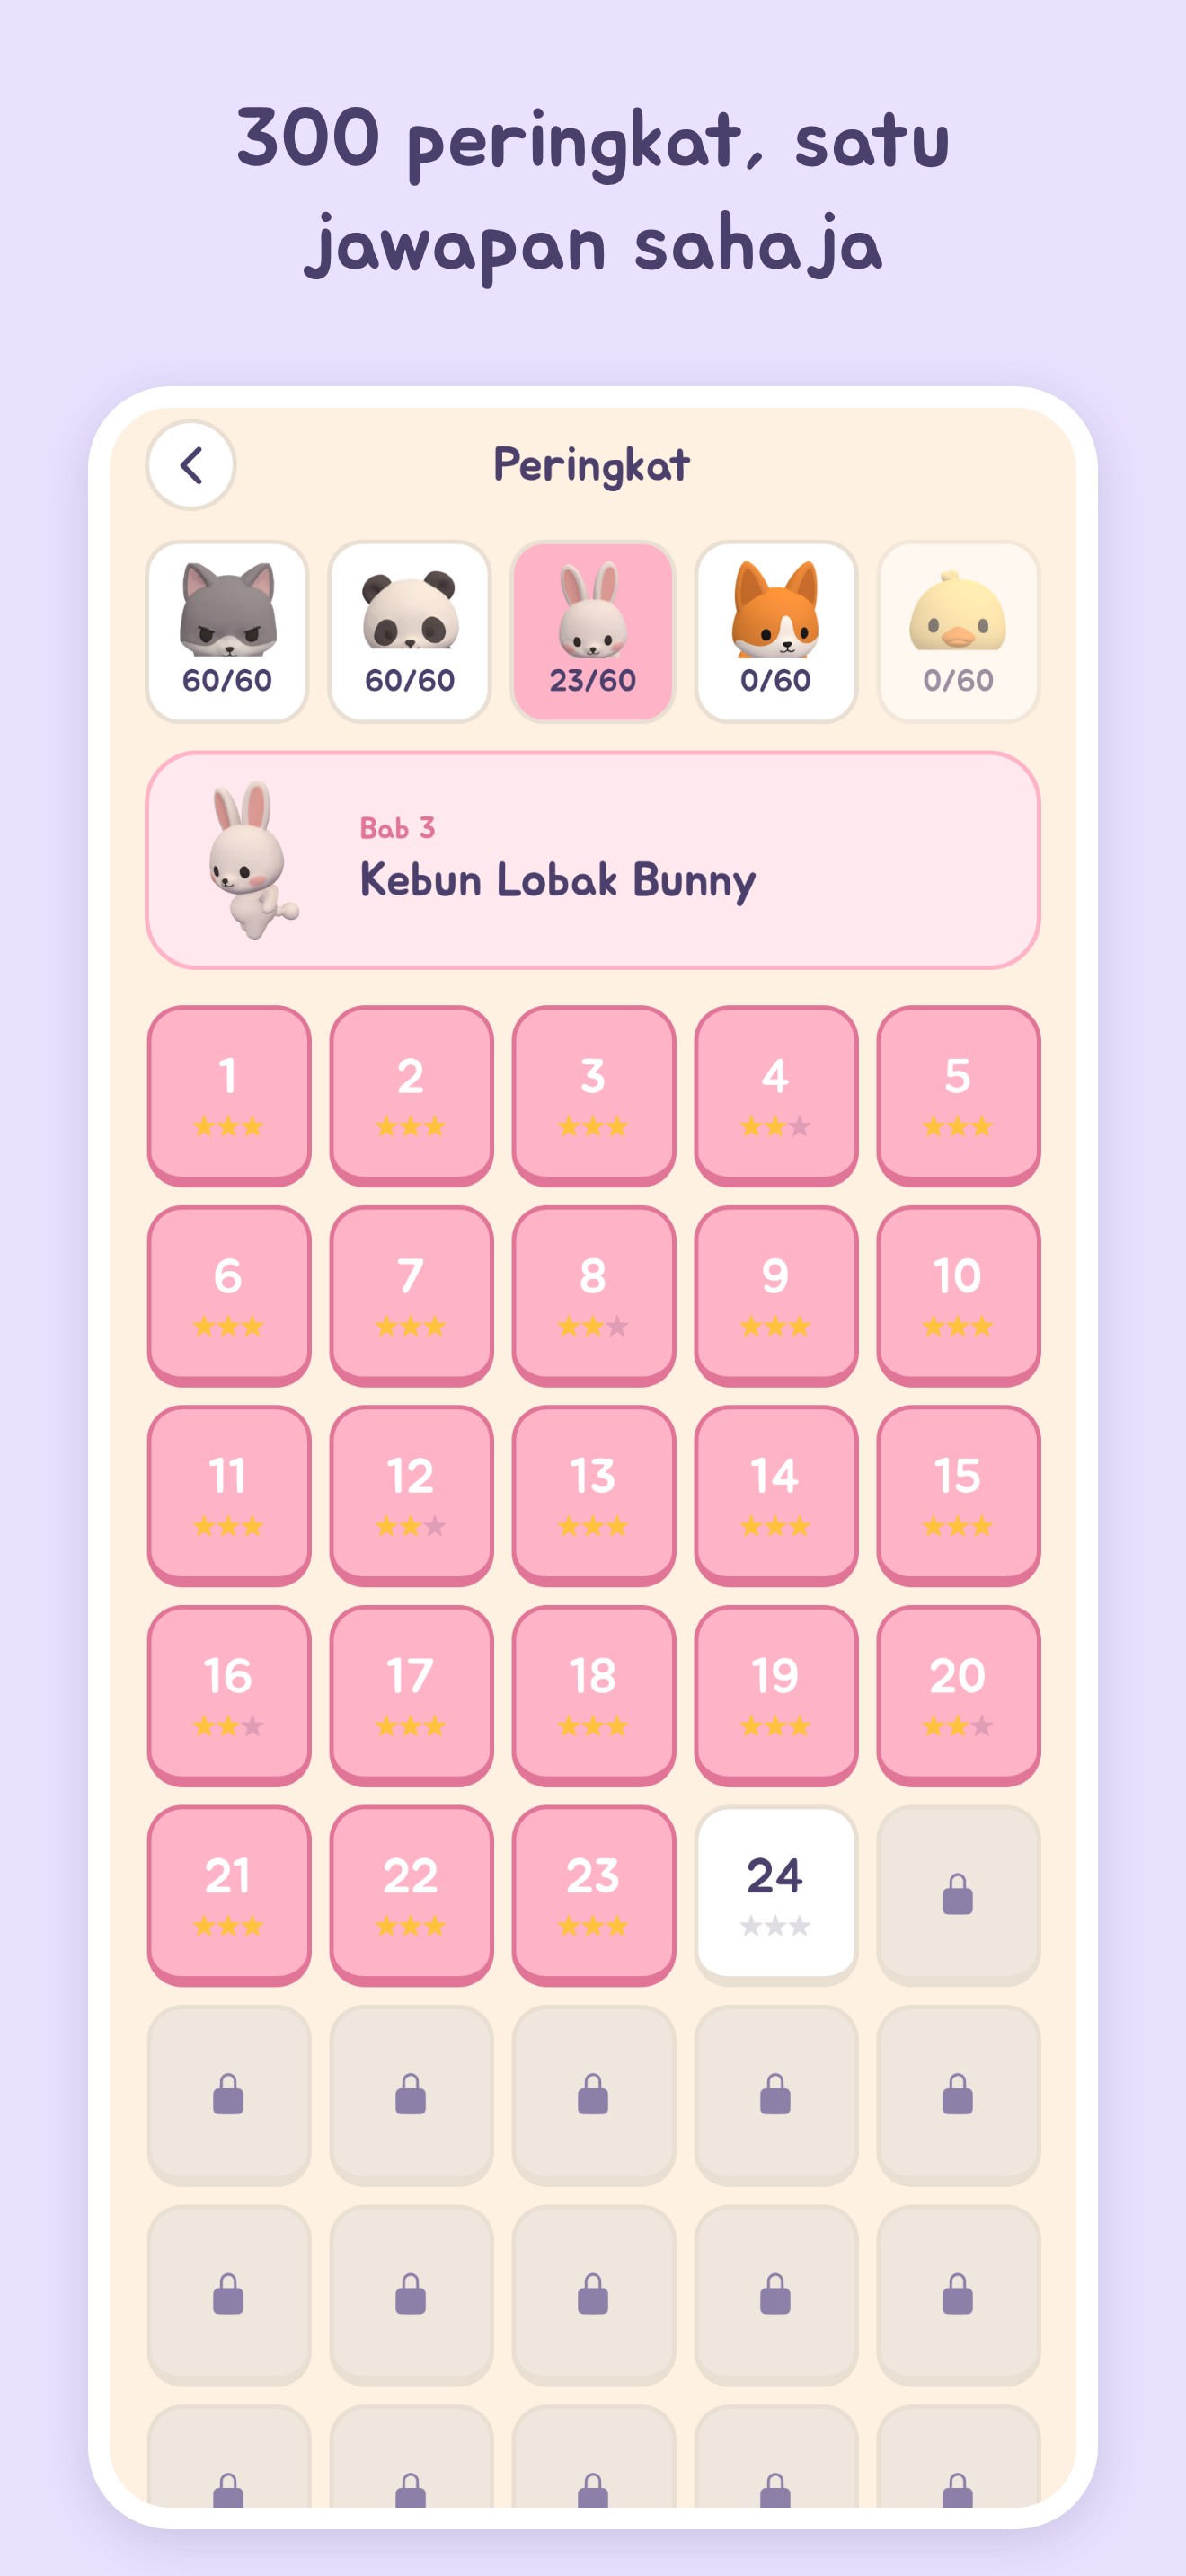 300 peringkat, satu
jawapan sahaja
Peringkat
60/60 60/60 23/60 0/60 0/60
Bab 3
Kebun Lobak Bunny
1 2 3 4 5
6 7 8 9 10
11 12 13 14 15
16 17 18 19 20
21 22 23 24